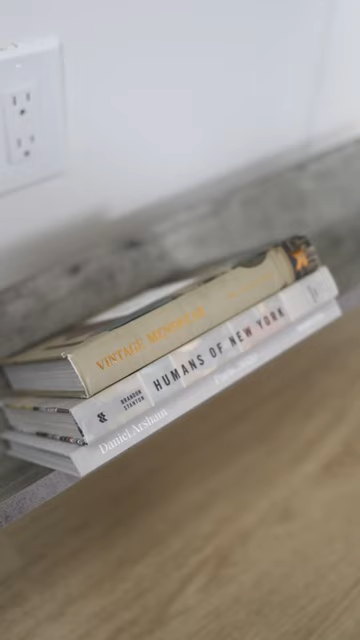 VINTAGE MENSWEAR
BRANDON
STANTON
HUMANS OF NEW YORK
Daniel Arsham